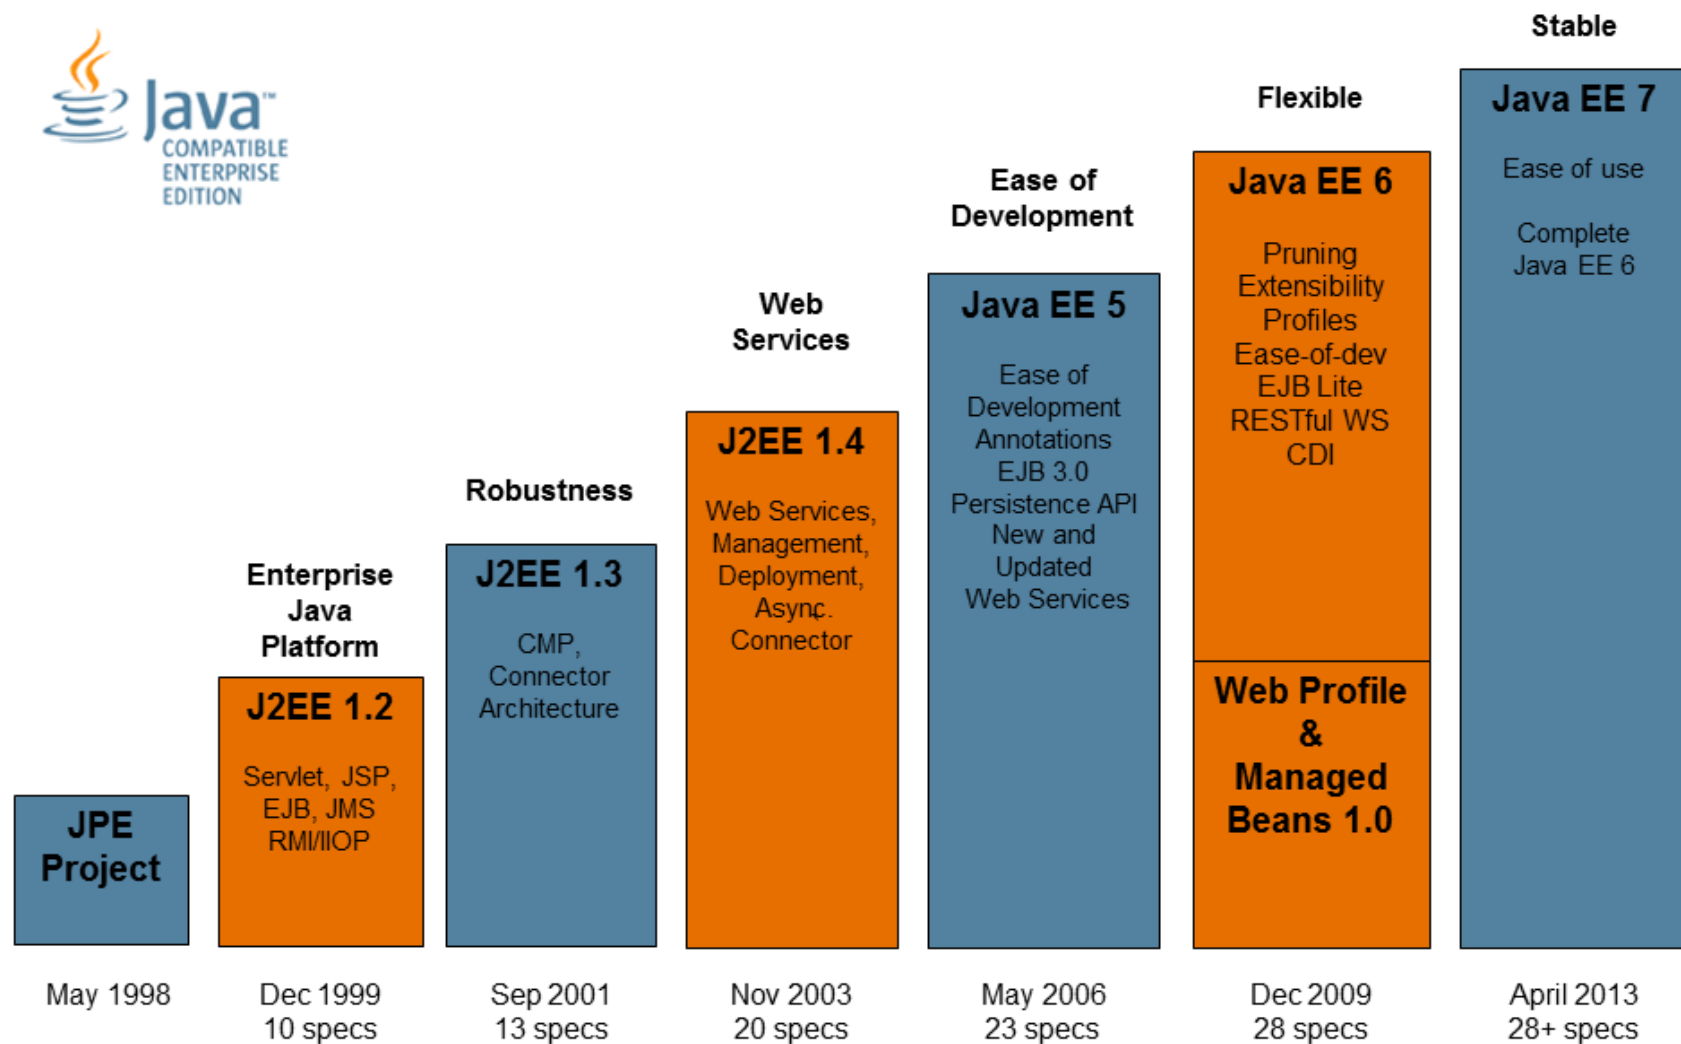 Java™
COMPATIBLE
ENTERPRISE
EDITION
JPE
Project
May 1998
Enterprise
Java
Platform
J2EE 1.2
Servlet, JSP,
EJB, JMS
RMI/IIOP
Dec 1999
10 specs
Robustness
J2EE 1.3
CMP,
Connector
Architecture
Sep 2001
13 specs
Web
Services
J2EE 1.4
Web Services,
Management,
Deployment,
Async.
Connector
Nov 2003
20 specs
Ease of
Development
Java EE 5
Ease of
Development
Annotations
EJB 3.0
Persistence API
New and
Updated
Web Services
May 2006
23 specs
Flexible
Java EE 6
Pruning
Extensibility
Profiles
Ease-of-dev
EJB Lite
RESTful WS
CDI
Web Profile
&
Managed
Beans 1.0
Dec 2009
28 specs
Stable
Java EE 7
Ease of use
Complete
Java EE 6
April 2013
28+ specs